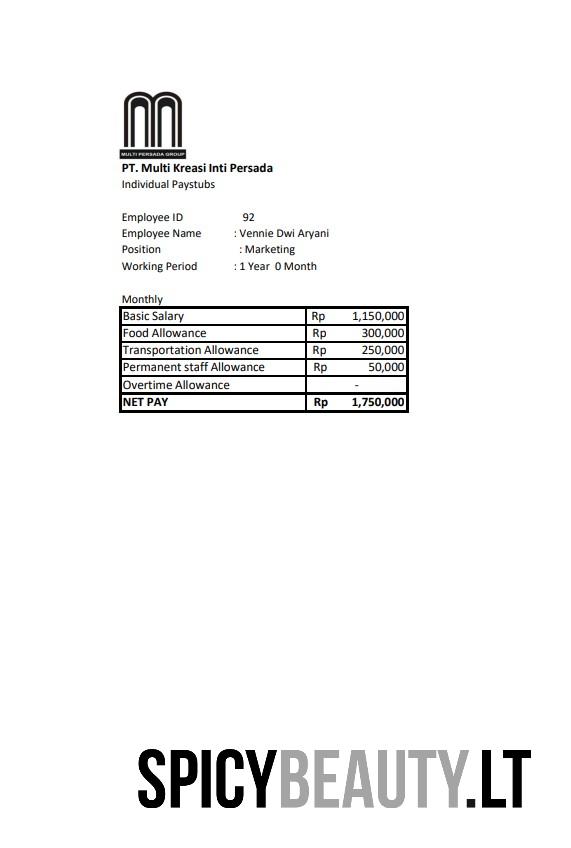 MULTI PERSADA GROUP
PT. Multi Kreasi Inti Persada
Individual Paystubs
Employee ID 92
Employee Name : Vennie Dwi Aryani
Position : Marketing
Working Period : 1 Year 0 Month
Monthly
Basic Salary Rp 1,150,000
Food Allowance Rp 300,000
Transportation Allowance Rp 250,000
Permanent staff Allowance Rp 50,000
Overtime Allowance -
NET PAY Rp 1,750,000
SPICYBEAUTY.LT